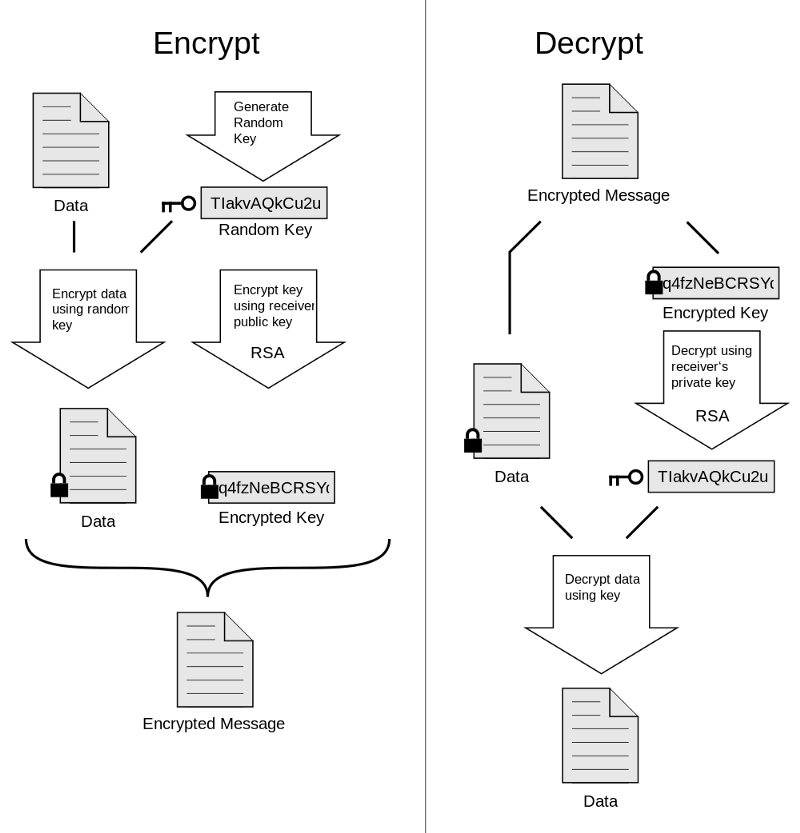 Encrypt
Data
Generate
Random
Key
TIakvAQkCu2u
Random Key
Encrypt data
using random
key
Encrypt key
using receiver
public key
RSA
Data
q4fzNeBCRSY
Encrypted Key
Encrypted Message
Decrypt
Encrypted Message
q4fzNeBCRSY
Encrypted Key
Decrypt using
receiver's
private key
RSA
Data
TIakvAQkCu2u
Decrypt data
using key
Data